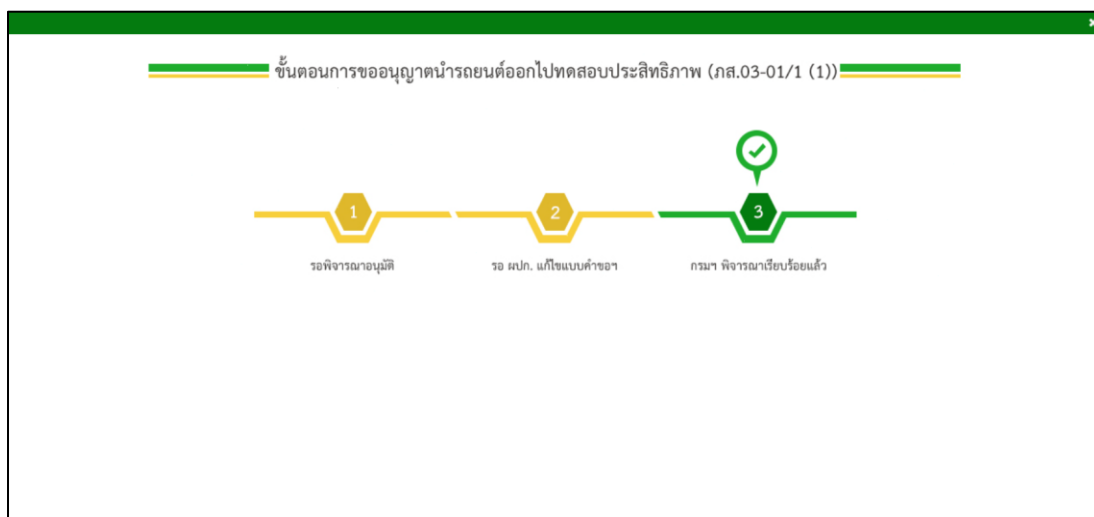 ขั้นตอนการขออนุญาตนำรถยนต์ออกไปทดสอบประสิทธิภาพ (ภส.03-01/1 (1))
1
2
3
รอพิจารณาอนุมัติ
รอ ผปก. แก้ไขแบบคำขอฯ
กรมฯ พิจารณาเรียบร้อยแล้ว